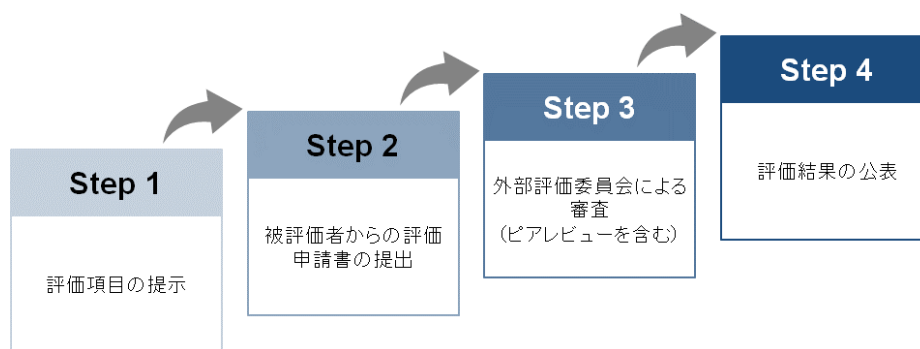 Step 1
評価項目の提示
Step 2
被評価者からの評価
申請書の提出
Step 3
外部評価委員会による
審査
（ピアレビューを含む）
Step 4
評価結果の公表